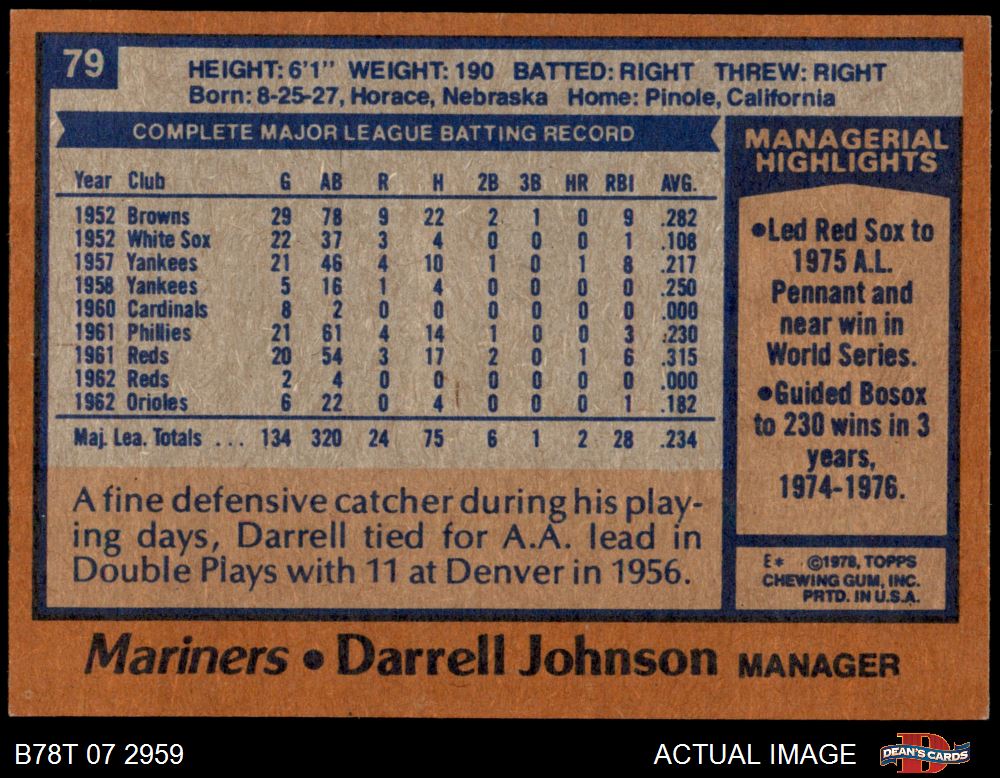 79
HEIGHT: 6'1" WEIGHT: 190 BATTED: RIGHT THREW: RIGHT
Born: 8-25-27, Horace, Nebraska Home: Pinole, California
COMPLETE MAJOR LEAGUE BATTING RECORD
Year Club G AB R H 2B 3B HR RBI AVG.
1952 Browns 29 78 9 22 2 1 0 9 .282
1952 White Sox 22 37 3 4 0 0 0 1 .108
1957 Yankees 21 46 4 10 1 0 1 8 .217
1958 Yankees 5 16 1 4 0 0 0 0 .250
1960 Cardinals 8 2 0 0 0 0 0 0 .000
1961 Phillies 21 61 4 14 1 0 0 3 .230
1961 Reds 20 54 3 17 2 0 1 6 .315
1962 Reds 2 4 0 0 0 0 0 0 .000
1962 Orioles 6 22 0 4 0 0 0 1 .182
Maj. Lea. Totals ... 134 320 24 75 6 1 2 28 .234
A fine defensive catcher during his play-
ing days, Darrell tied for A.A. lead in
Double Plays with 11 at Denver in 1956.
MANAGERIAL
HIGHLIGHTS
•Led Red Sox to
1975 A.L.
Pennant and
near win in
World Series.
•Guided Bosox
to 230 wins in 3
years,
1974-1976.
E* ©1978, TOPPS
CHEWING GUM, INC.
PRTD. IN U.S.A.
Mariners • Darrell Johnson MANAGER
B78T 07 2959
ACTUAL IMAGE
DEAN'S CARDS